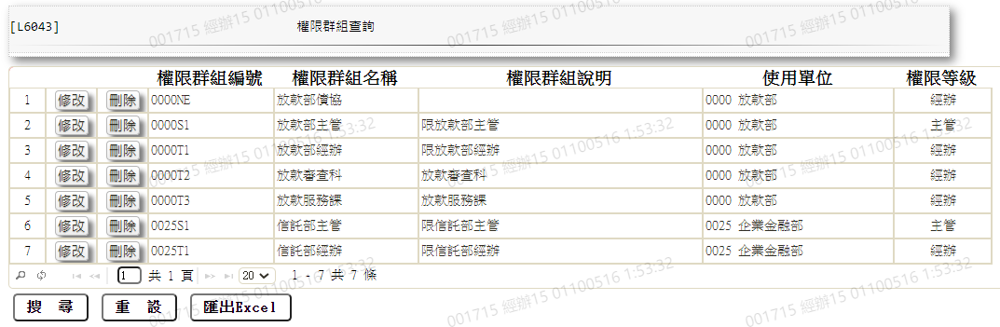 [L6043] 權限群組查詢
權限群組編號 權限群組名稱 權限群組說明 使用單位 權限等級
1 修改 刪除 0000NE 放款部債協 0000 放款部 經辦
2 修改 刪除 0000S1 放款部主管 限放款部主管 0000 放款部 主管
3 修改 刪除 0000T1 放款部經辦 限放款部經辦 0000 放款部 經辦
4 修改 刪除 0000T2 放款審查科 放款審查科 0000 放款部 經辦
5 修改 刪除 0000T3 放款服務課 放款服務課 0000 放款部 經辦
6 修改 刪除 0025S1 信託部主管 限信託部主管 0025 企業金融部 主管
7 修改 刪除 0025T1 信託部經辦 限信託部經辦 0025 企業金融部 經辦
1 共 1 頁 20 1 - 7 共 7 條
搜 尋 重 設 匯出Excel
001715 經辦15 01100516 1:53:32